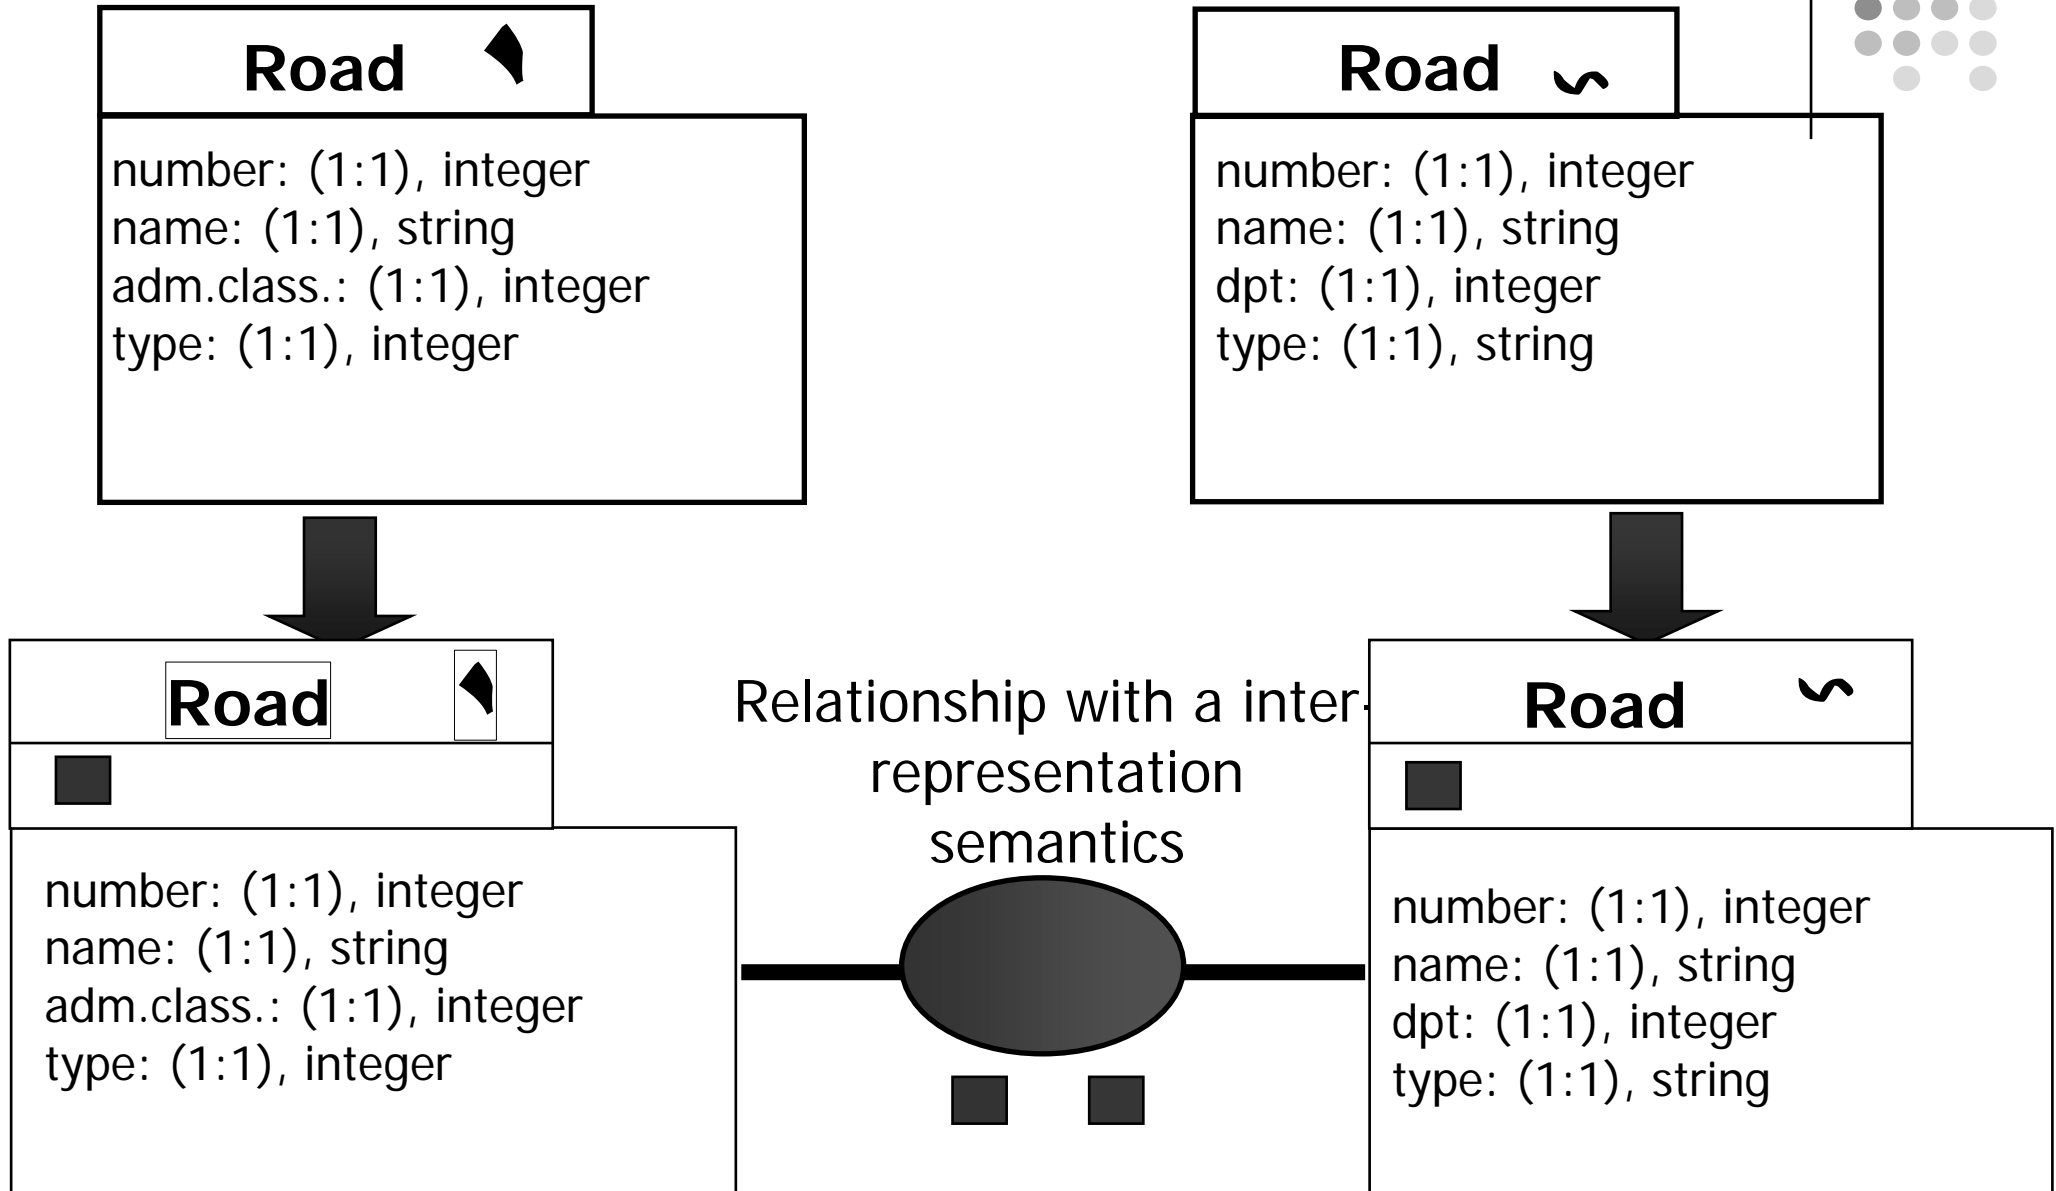 Road
number: (1:1), integer
name: (1:1), string
adm.class.: (1:1), integer
type: (1:1), integer
Road
number: (1:1), integer
name: (1:1), string
dpt: (1:1), integer
type: (1:1), string
Road
number: (1:1), integer
name: (1:1), string
adm.class.: (1:1), integer
type: (1:1), integer
Relationship with a inter-
representation
semantics
Road
number: (1:1), integer
name: (1:1), string
dpt: (1:1), integer
type: (1:1), string